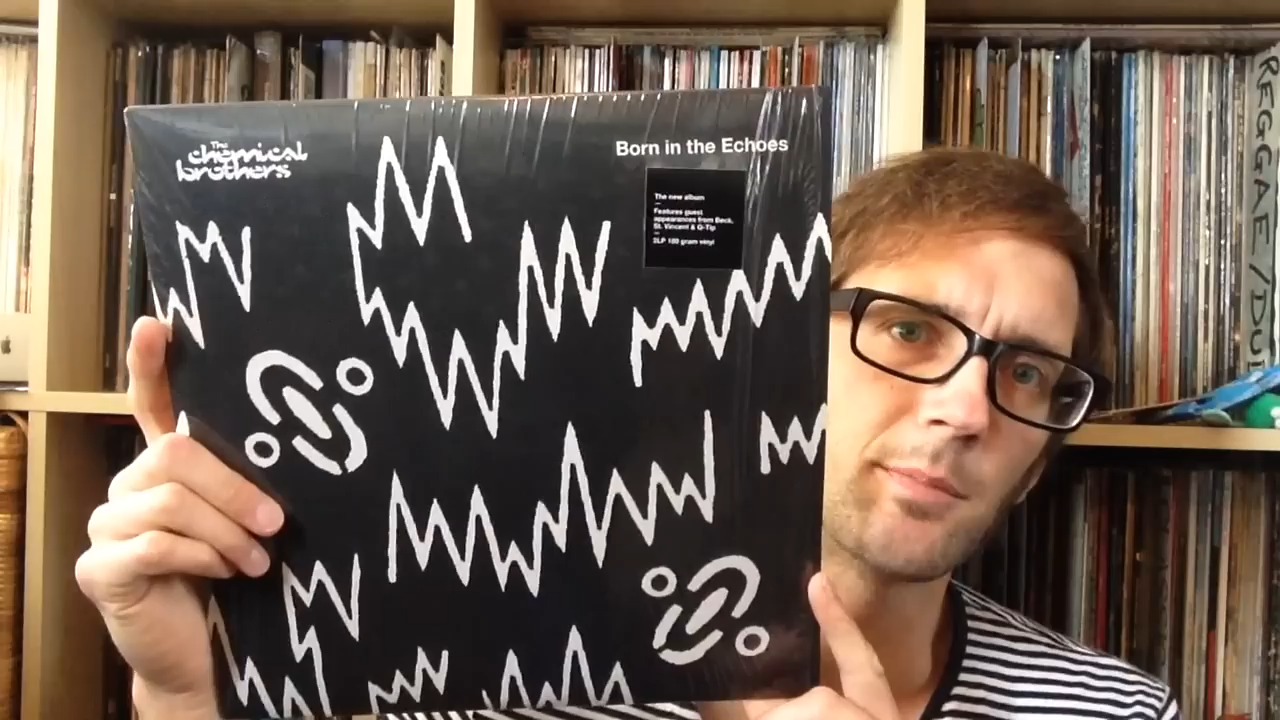 The
chemical
brothers
Born in the Echoes
The new album
Features guest
appearances from Beck,
St. Vincent & Q-Tip
2LP 180 gram vinyl
REGGAE/DUB